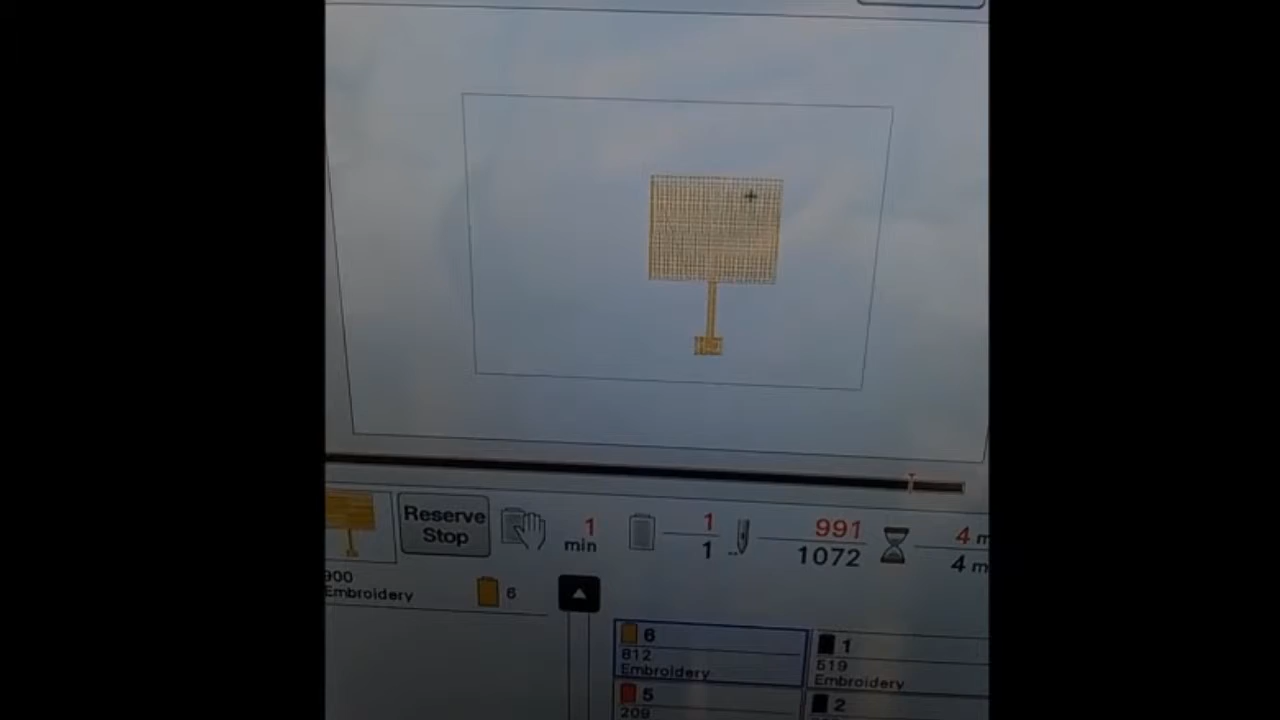 Reserve
Stop
1
min
1
1
991
1072
4 m
4 m
900
Embroidery
6
6
812
Embroidery
1
519
Embroidery
5
209
2